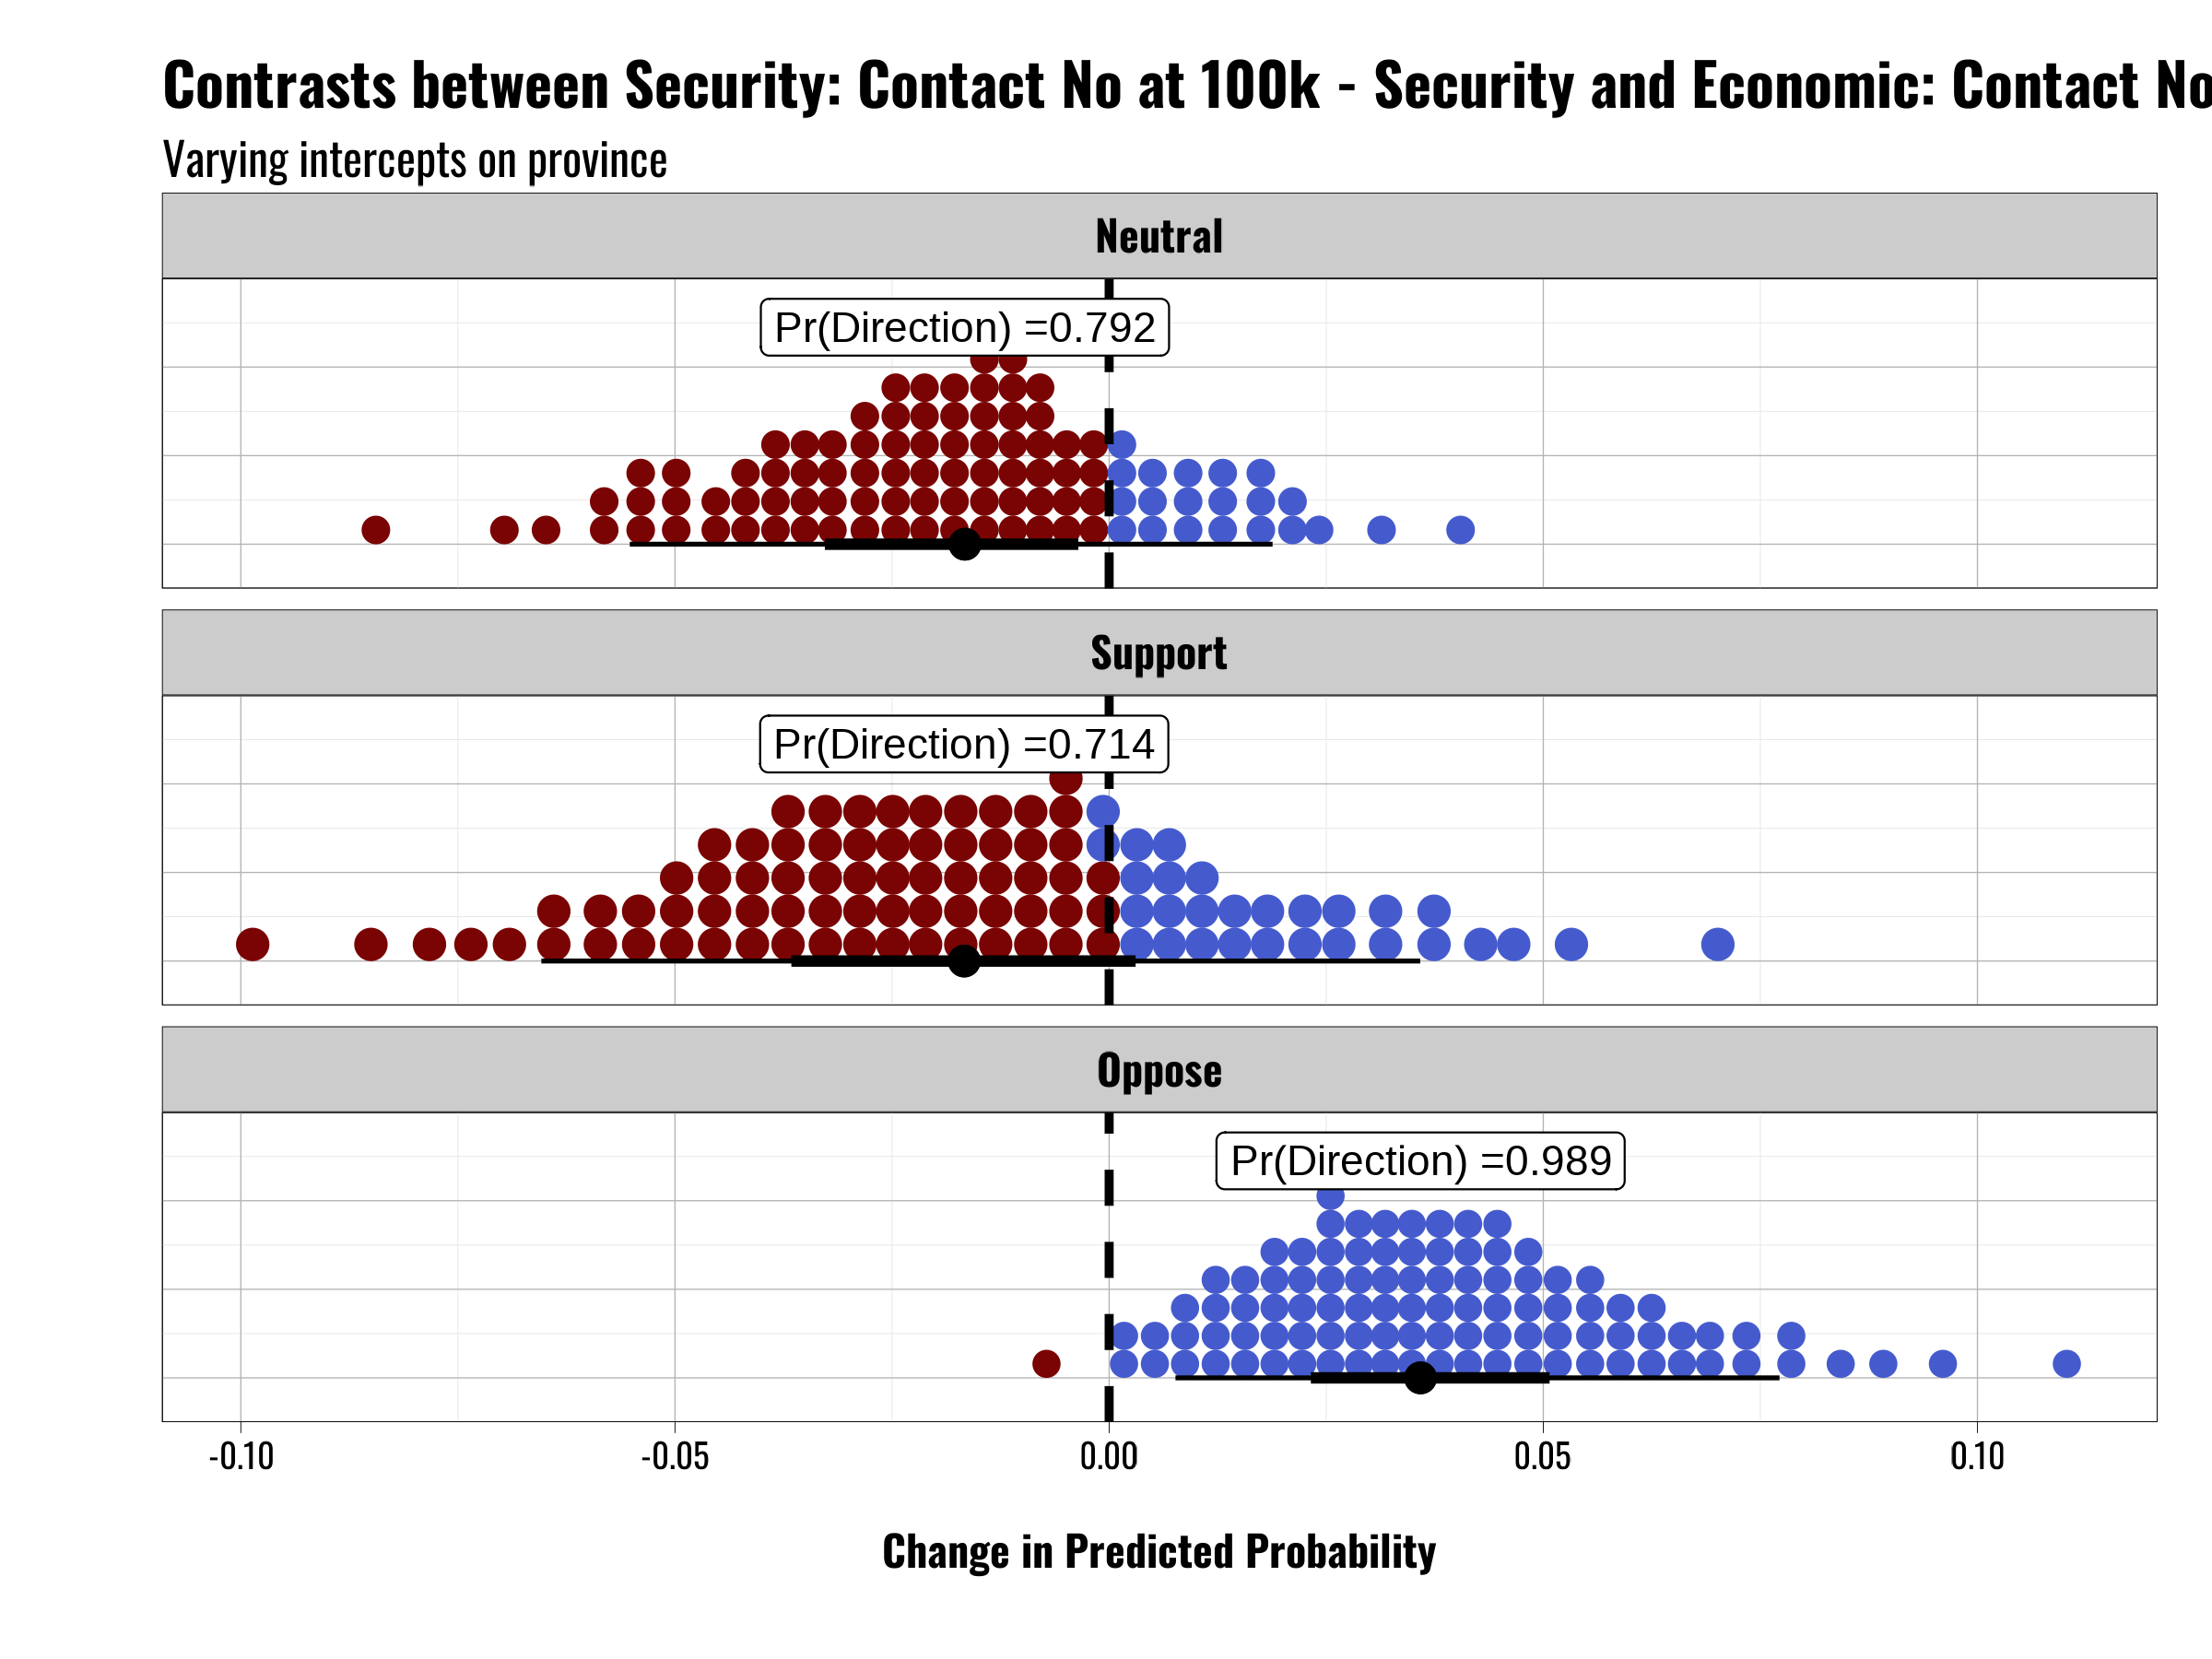 Contrasts between Security: Contact No at 100k - Security and Economic: Contact No
Varying intercepts on province
Neutral
Pr(Direction) =0.792
Support
Pr(Direction) =0.714
Oppose
Pr(Direction) =0.989
-0.10 -0.05 0.00 0.05 0.10
Change in Predicted Probability